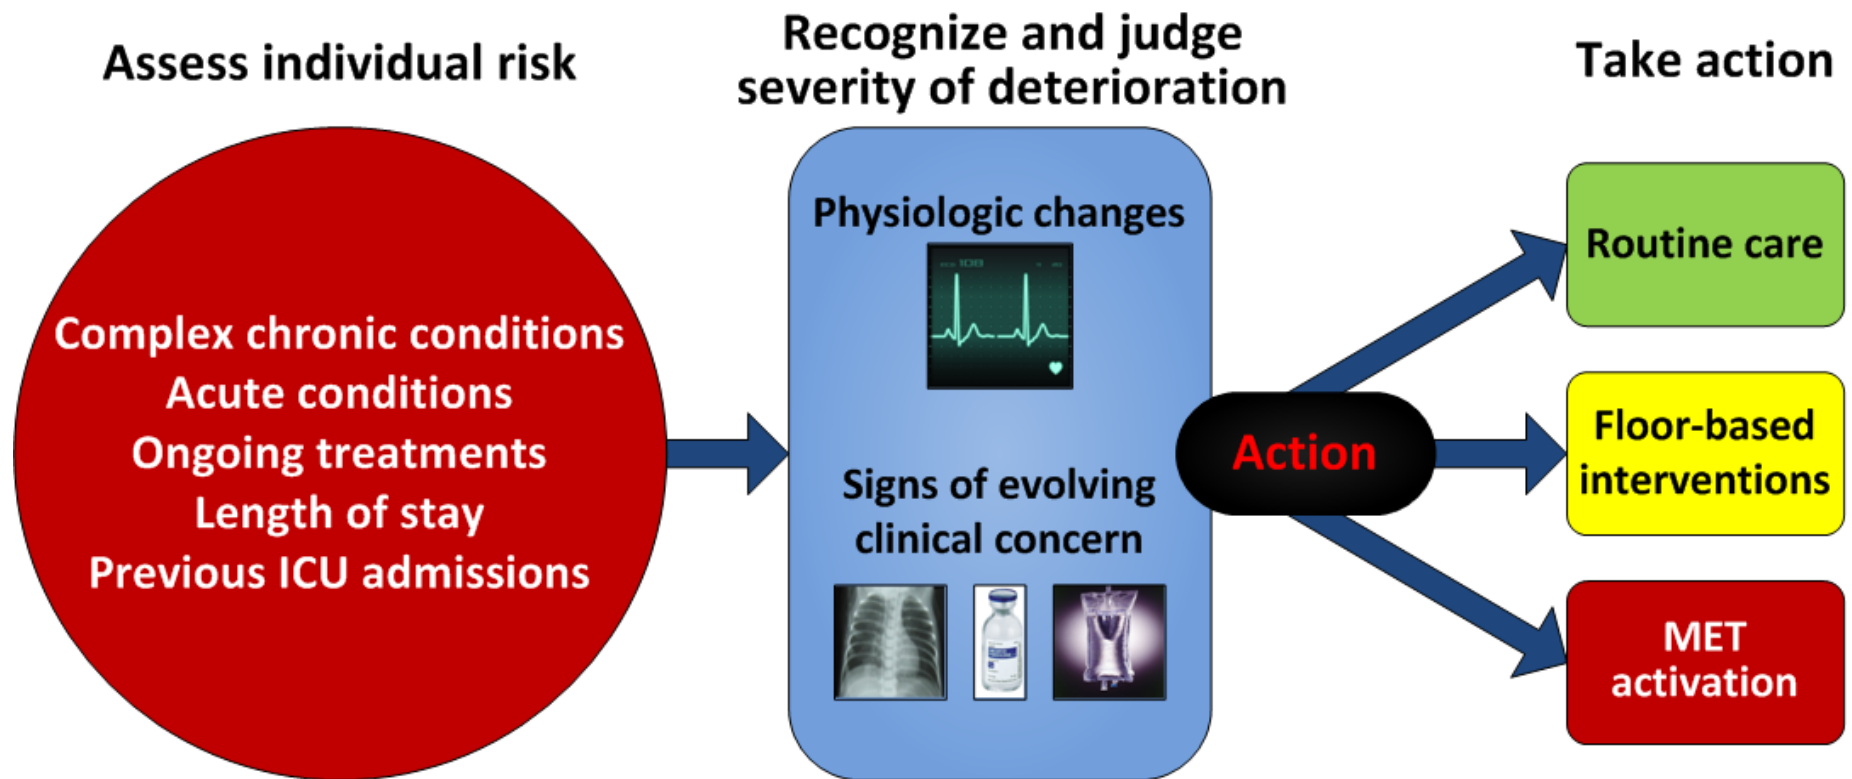 Assess individual risk
Recognize and judge
severity of deterioration
Take action
Complex chronic conditions
Acute conditions
Ongoing treatments
Length of stay
Previous ICU admissions
Physiologic changes
108
Signs of evolving
clinical concern
Action
Routine care
Floor-based
interventions
MET
activation